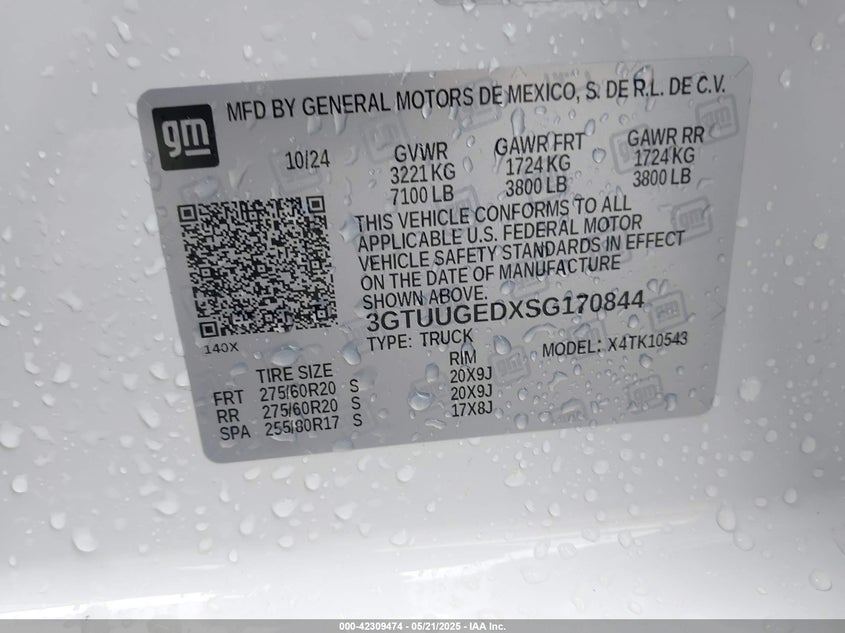 gm
MFD BY GENERAL MOTORS DE MEXICO, S. DE R.L. DE C.V.
10/24
GVWR GAWR FRT GAWR RR
3221 KG 1724 KG 1724 KG
7100 LB 3800 LB 3800 LB
THIS VEHICLE CONFORMS TO ALL
APPLICABLE U.S. FEDERAL MOTOR
VEHICLE SAFETY STANDARDS IN EFFECT
ON THE DATE OF MANUFACTURE
SHOWN ABOVE.
3GTUUGEDXSG170844
TYPE: TRUCK MODEL: X4TK10543
140X
TIRE SIZE RIM
FRT 275/60R20 S 20X9J
RR 275/60R20 S 20X9J
SPA 255/80R17 S 17X8J
000-42309474 - 05/21/2025 - IAA Inc.